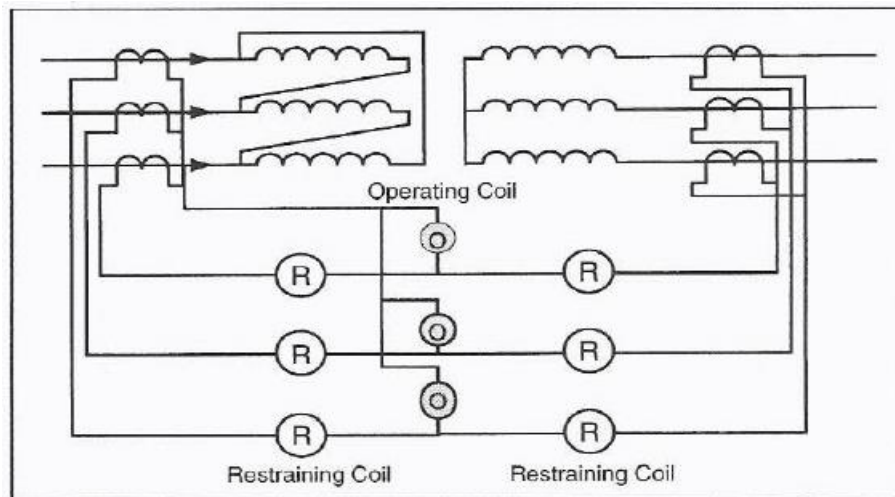 Operating Coil
O
R R
O
R R
O
R R
Restraining Coil Restraining Coil